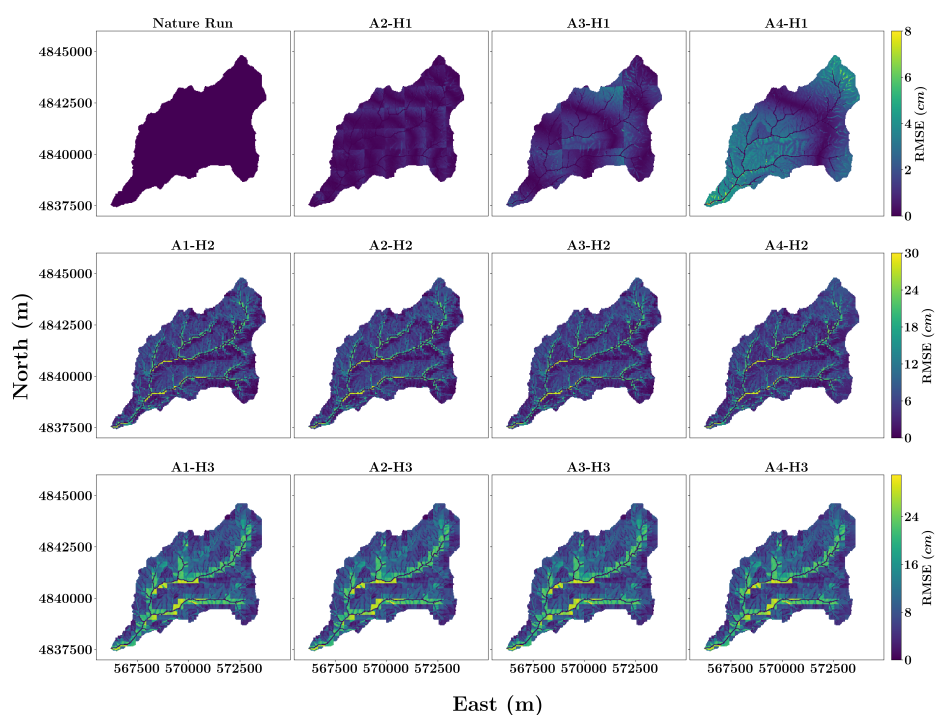 Nature Run A2-H1 A3-H1 A4-H1
4845000 4842500 4840000 4837500
8 6 4 2 0
RMSE (cm)
A1-H2 A2-H2 A3-H2 A4-H2
4845000 4842500 4840000 4837500
30 24 18 12 6 0
RMSE (cm)
North (m)
A1-H3 A2-H3 A3-H3 A4-H3
4845000 4842500 4840000 4837500
24 16 8 0
RMSE (cm)
567500 570000 572500 567500 570000 572500 567500 570000 572500 567500 570000 572500
East (m)